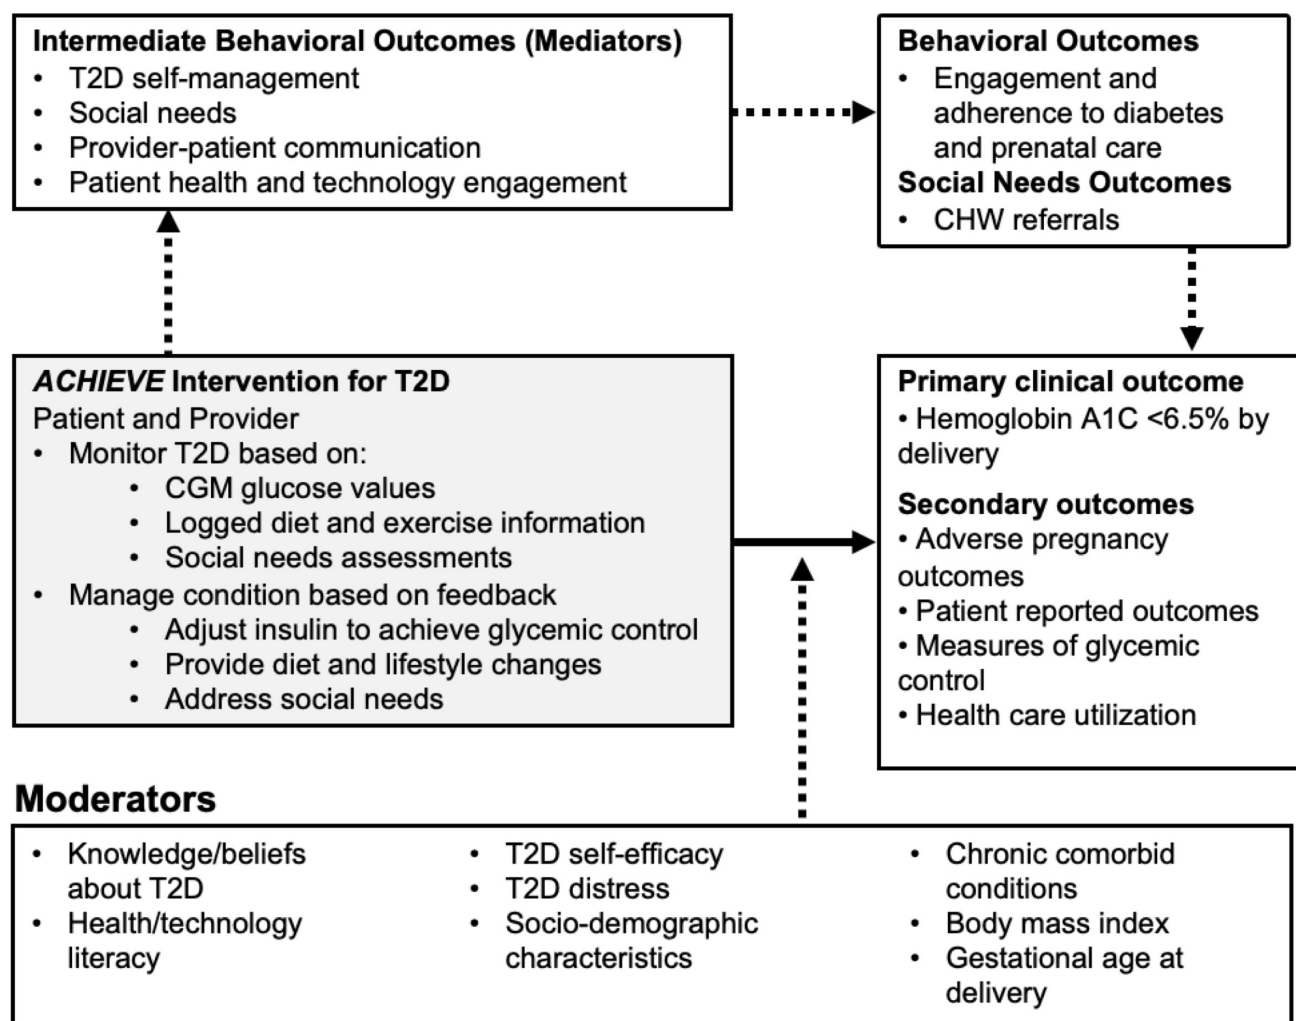 Intermediate Behavioral Outcomes (Mediators)
• T2D self-management
• Social needs
• Provider-patient communication
• Patient health and technology engagement
Behavioral Outcomes
• Engagement and
adherence to diabetes
and prenatal care
Social Needs Outcomes
• CHW referrals
ACHIEVE Intervention for T2D
Patient and Provider
• Monitor T2D based on:
• CGM glucose values
• Logged diet and exercise information
• Social needs assessments
• Manage condition based on feedback
• Adjust insulin to achieve glycemic control
• Provide diet and lifestyle changes
• Address social needs
Primary clinical outcome
• Hemoglobin A1C <6.5% by
delivery
Secondary outcomes
• Adverse pregnancy
outcomes
• Patient reported outcomes
• Measures of glycemic
control
• Health care utilization
Moderators
• Knowledge/beliefs
about T2D
• Health/technology
literacy
• T2D self-efficacy
• T2D distress
• Socio-demographic
characteristics
• Chronic comorbid
conditions
• Body mass index
• Gestational age at
delivery